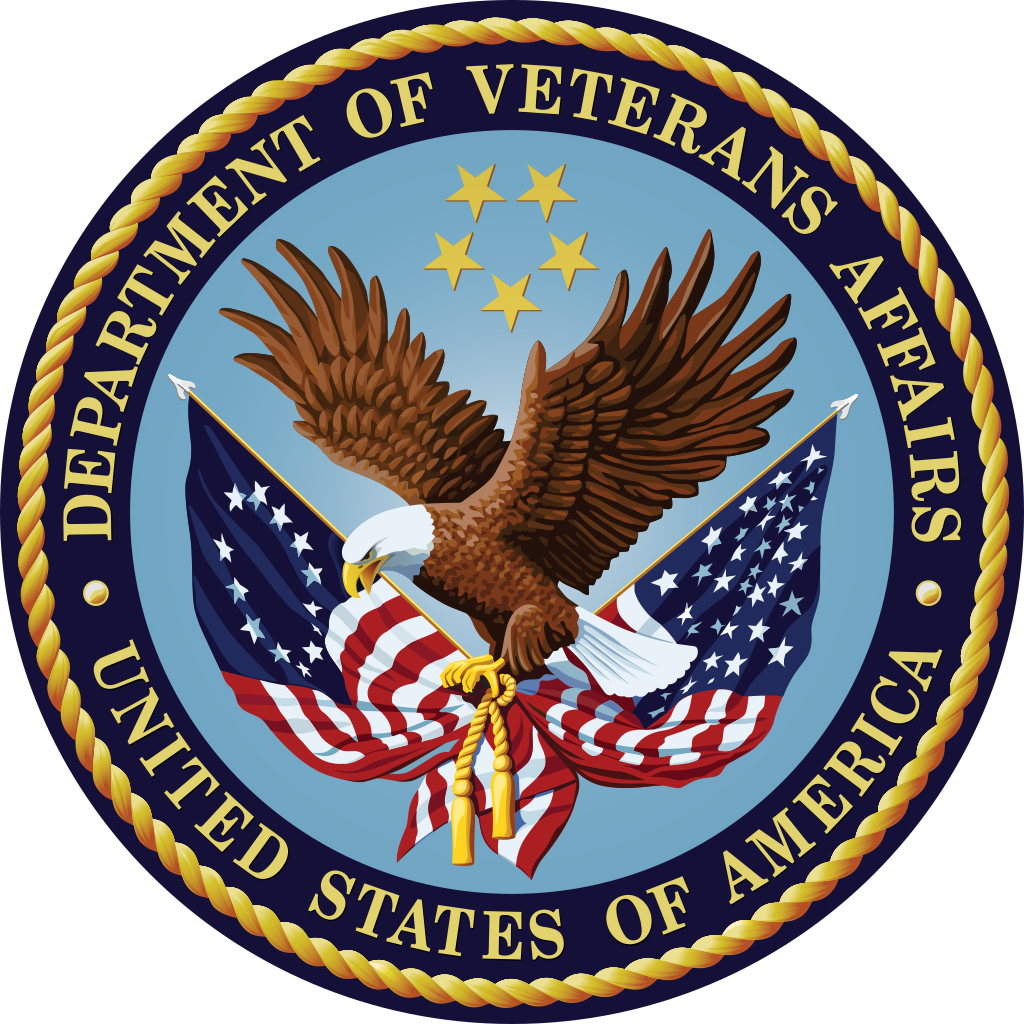 DEPARTMENT OF VETERANS AFFAIRS
UNITED STATES OF AMERICA